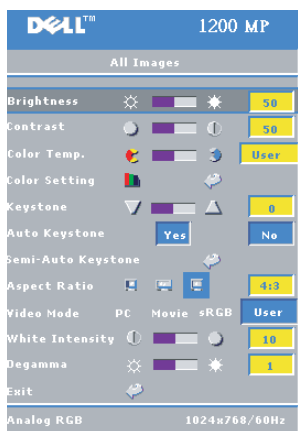 DELL™ 1200 MP
All Images
Brightness 50
Contrast 50
Color Temp. User
Color Setting
Keystone 0
Auto Keystone Yes No
Semi-Auto Keystone
Aspect Ratio 4:3
Video Mode PC Movie sRGB User
White Intensity 10
Degamma 1
Exit
Analog RGB 1024x768/60Hz